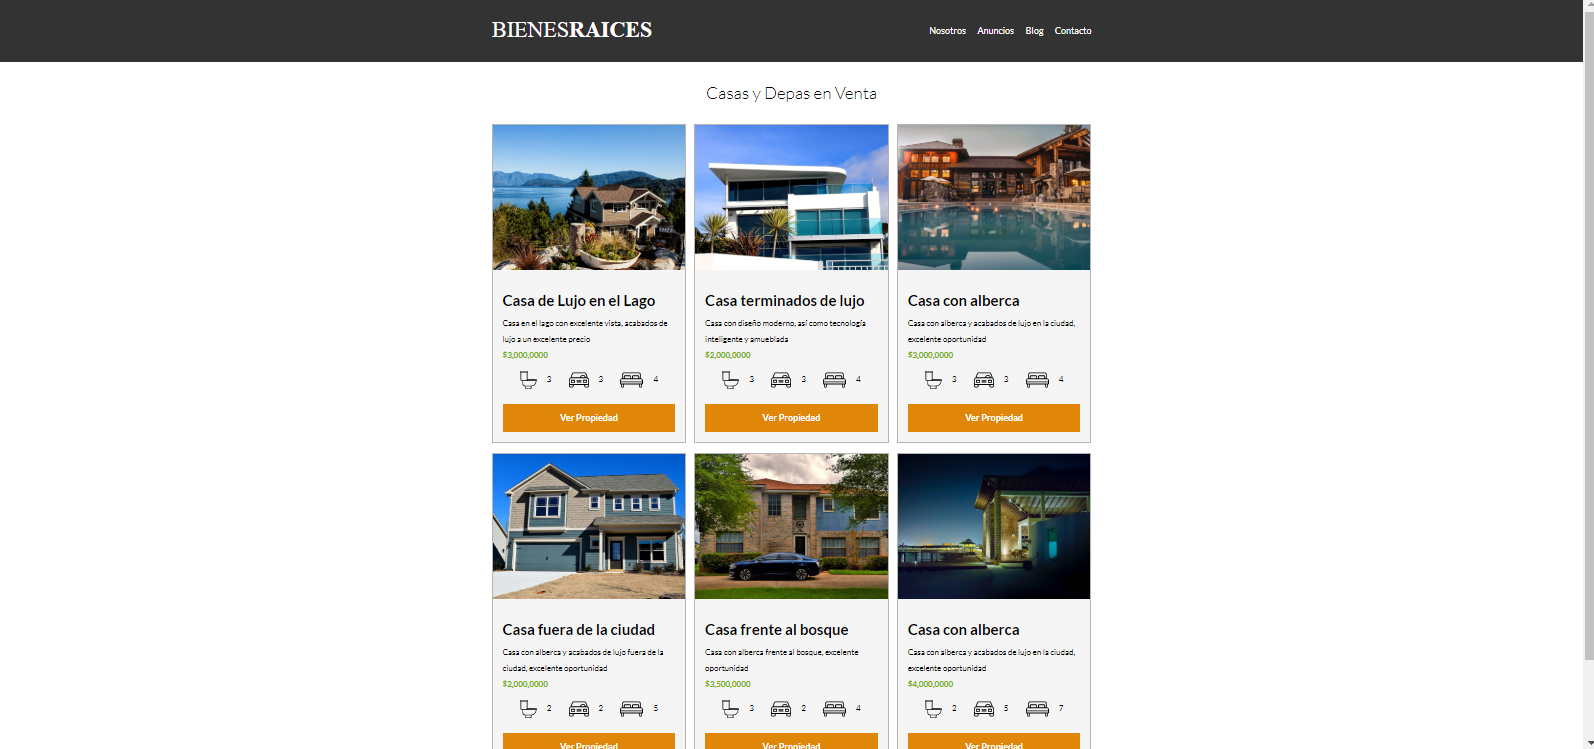 BIENESRAICES
Nosotros Anuncios Blog Contacto
Casas y Depas en Venta
Casa de Lujo en el Lago
Casa en el lago con excelente vista, acabados de
lujo a un excelente precio
$3,000,0000
3 3 4
Ver Propiedad
Casa terminados de lujo
Casa con diseño moderno, así como tecnología
inteligente y amueblada
$2,000,0000
3 3 4
Ver Propiedad
Casa con alberca
Casa con alberca y acabados de lujo en la ciudad,
excelente oportunidad
$3,000,0000
3 3 4
Ver Propiedad
Casa fuera de la ciudad
Casa con alberca y acabados de lujo fuera de la
ciudad, excelente oportunidad
$2,000,0000
2 2 5
Ver Propiedad
Casa frente al bosque
Casa con alberca frente al bosque, excelente
oportunidad
$3,500,0000
3 2 4
Ver Propiedad
Casa con alberca
Casa con alberca y acabados de lujo en la ciudad,
excelente oportunidad
$4,000,0000
2 5 7
Ver Propiedad